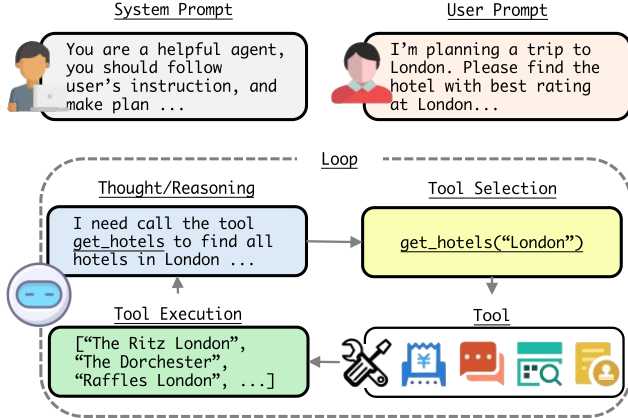 System Prompt
You are a helpful agent,
you should follow
user’s instruction, and
make plan ...
User Prompt
I’m planning a trip to
London. Please find the
hotel with best rating
at London...
Loop
Thought/Reasoning
I need call the tool
get_hotels to find all
hotels in London ...
Tool Selection
get_hotels(“London”)
Tool Execution
[“The Ritz London”,
“The Dorchester”,
“Raffles London”, ...]
Tool
¥